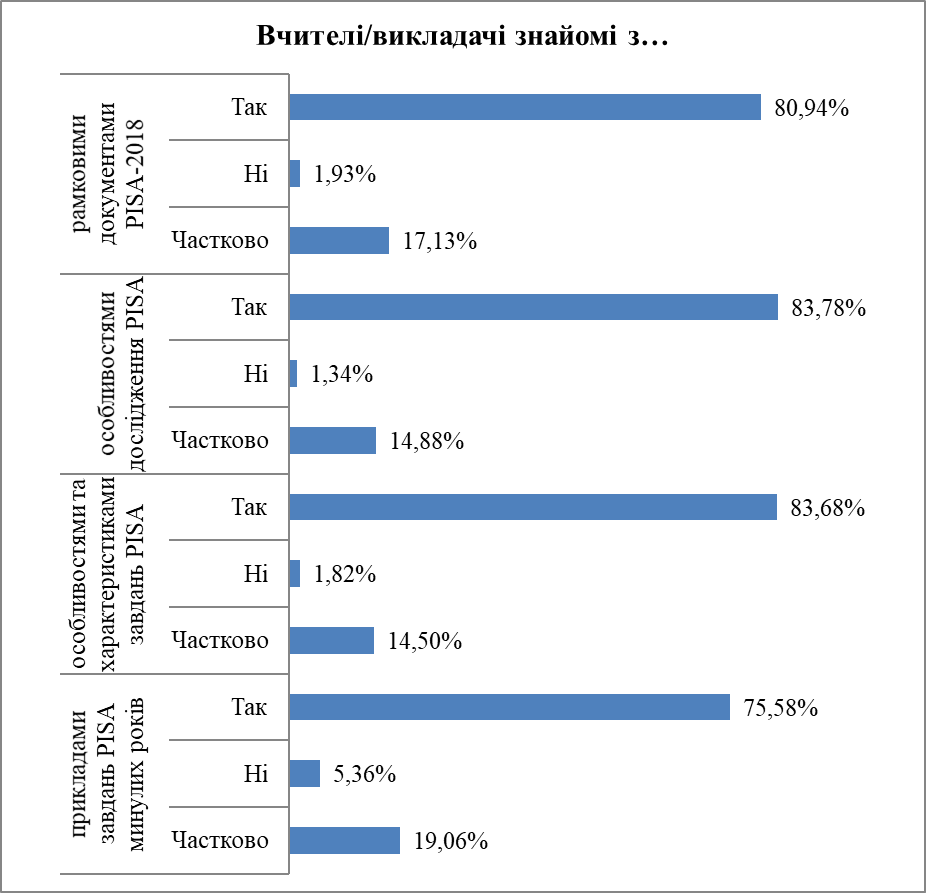 Вчителі/викладачі знайомі з…
рамковими
документами
PISA-2018
Так
80,94%
Ні
1,93%
Частково
17,13%
особливостями
дослідження PISA
Так
83,78%
Ні
1,34%
Частково
14,88%
особливостями та
характеристиками
завдань PISA
Так
83,68%
Ні
1,82%
Частково
14,50%
прикладами
завдань PISA
минулих років
Так
75,58%
Ні
5,36%
Частково
19,06%